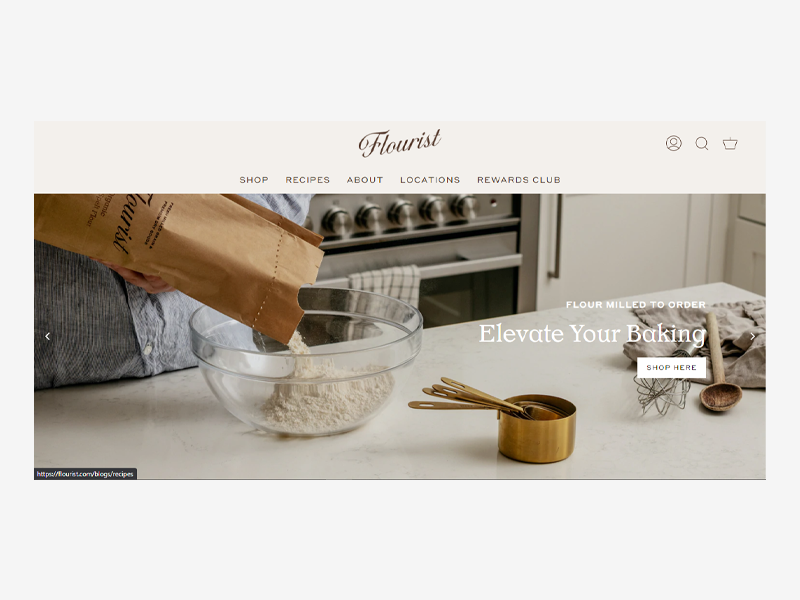 Flourist
SHOP RECIPES ABOUT LOCATIONS REWARDS CLUB
Flourist
FLOUR MILLED TO ORDER
Elevate Your Baking
SHOP HERE
https://flourist.com/blogs/recipes